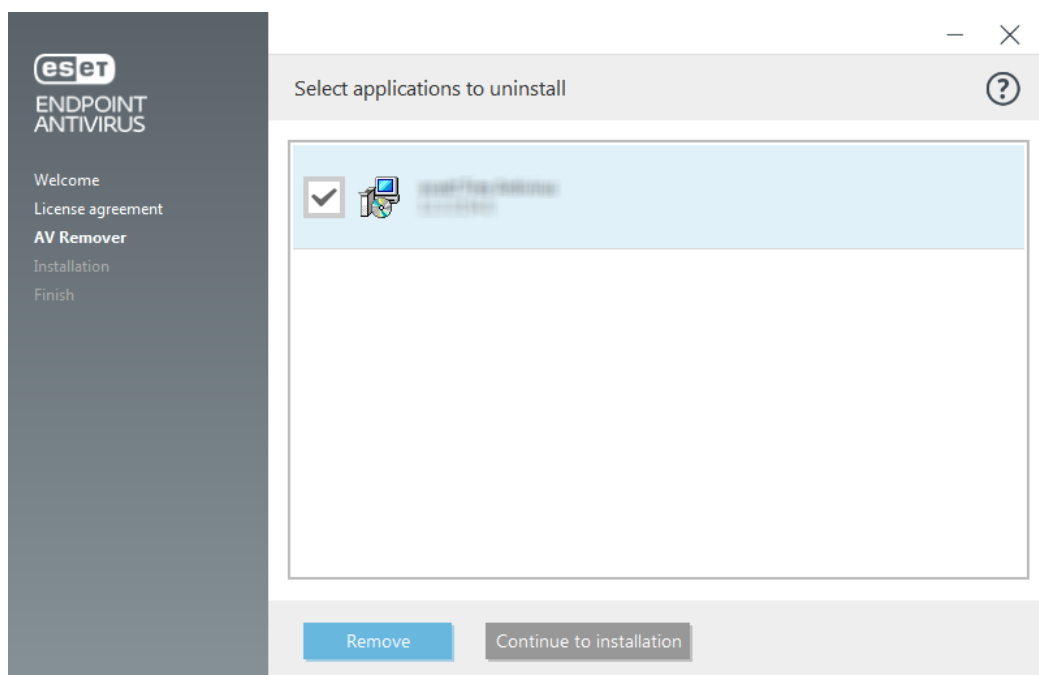 eset
ENDPOINT
ANTIVIRUS
Welcome
License agreement
AV Remover
Installation
Finish
Select applications to uninstall
?
Remove
Continue to installation